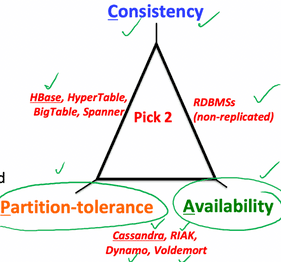 Consistency
HBase, HyperTable,
BigTable, Spanner
RDBMSs
(non-replicated)
Pick 2
Partition-tolerance
Availability
Cassandra, RIAK,
Dynamo, Voldemort